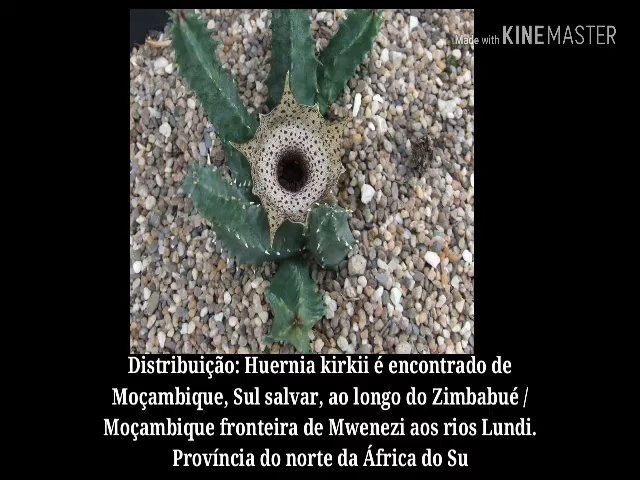 Made with KINEMASTER
Distribuição: Huernia kirkii é encontrado de
Moçambique, Sul salvar, ao longo do Zimbabué /
Moçambique fronteira de Mwenezi aos rios Lundi.
Província do norte da África do Su